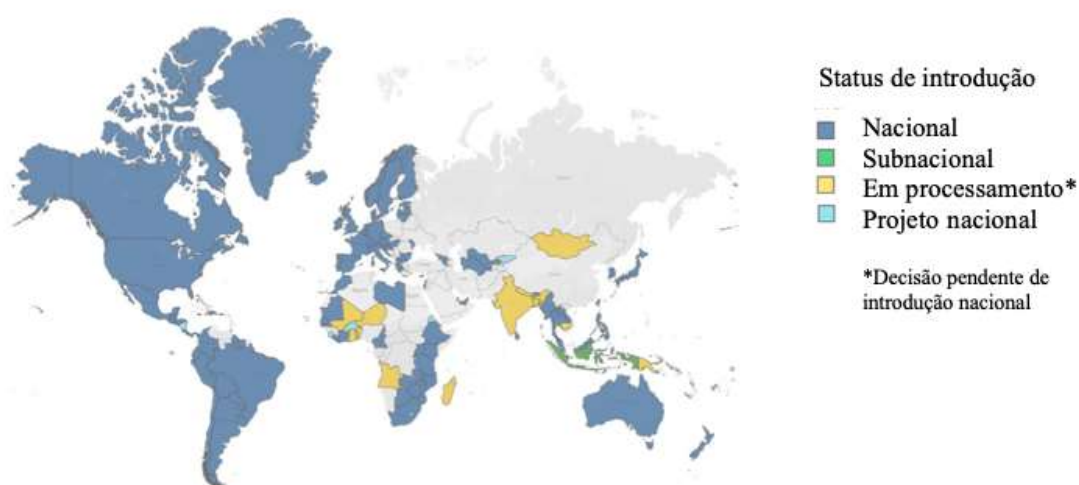 Status de introdução
Nacional
Subnacional
Em processamento*
Projeto nacional
*Decisão pendente de
introdução nacional